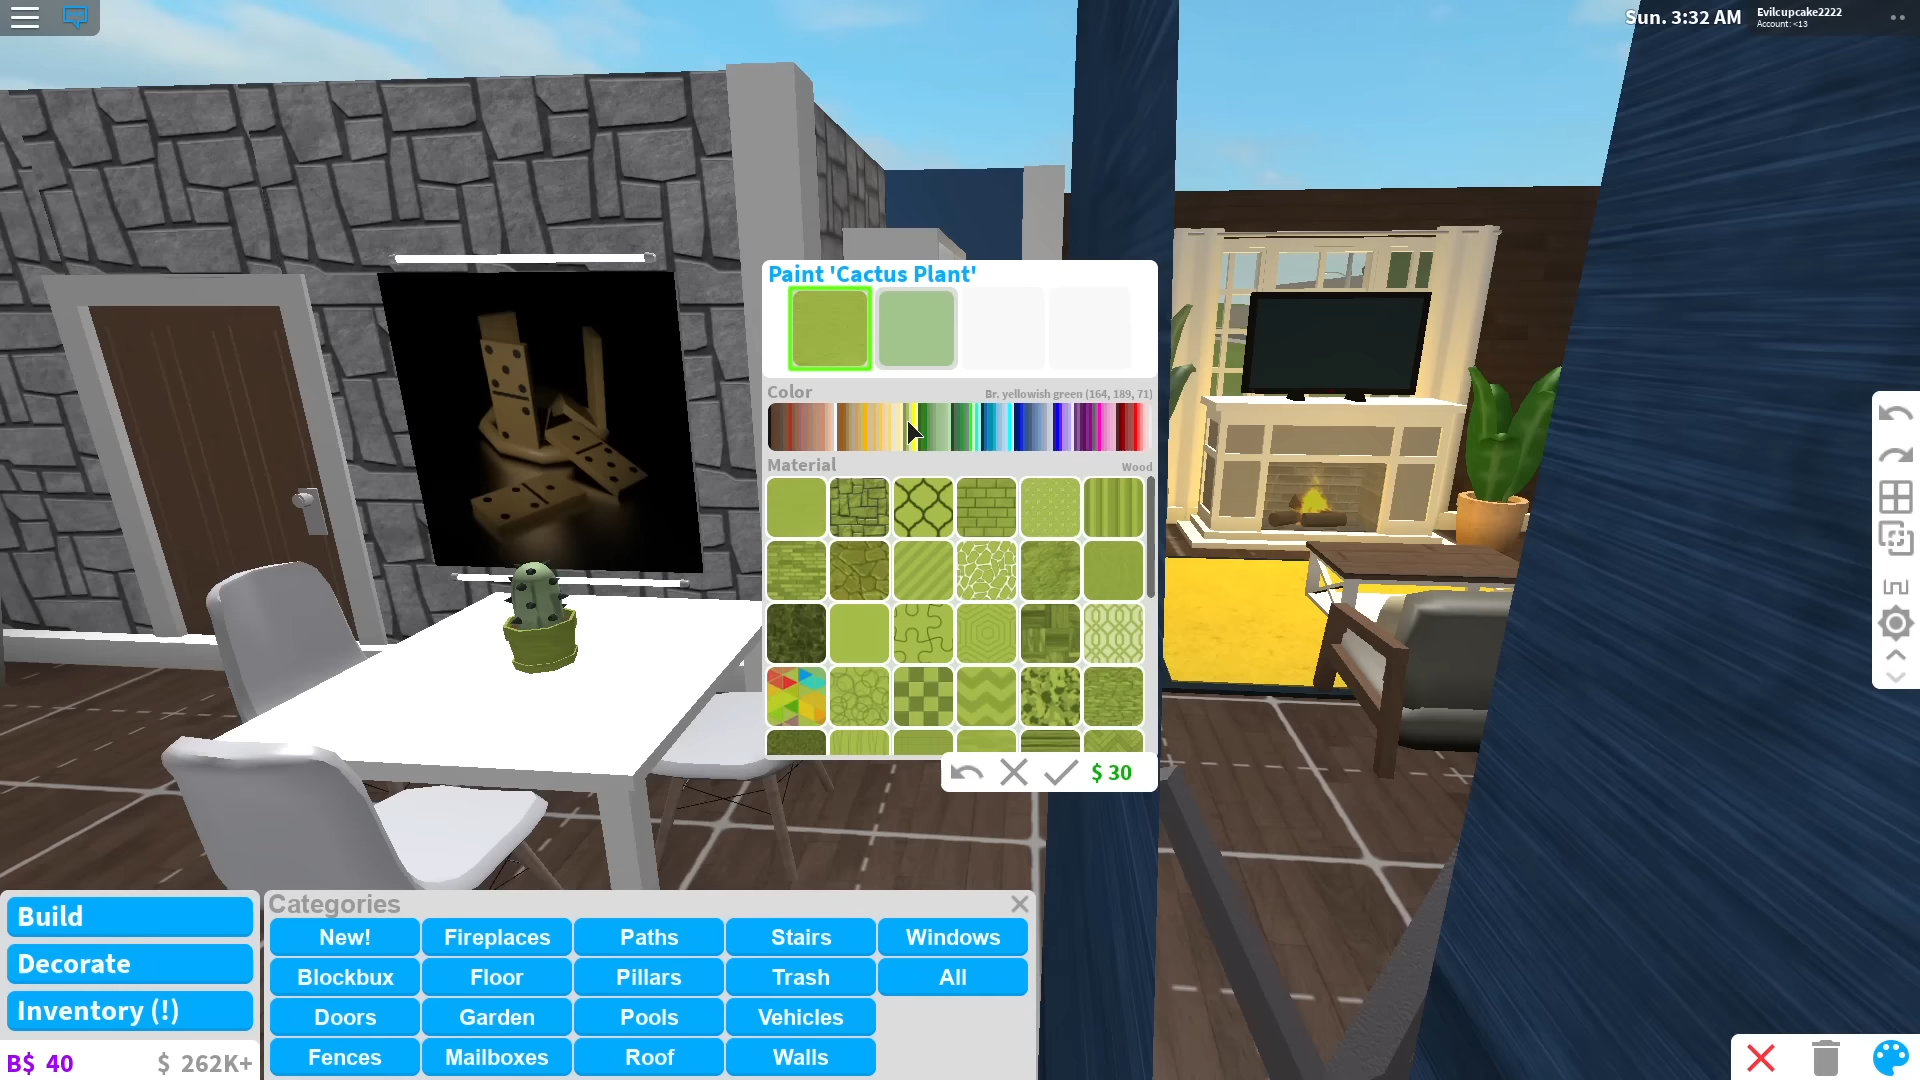 Sun. 3:32 AM
Evilcupcake2222
Account: <13
Paint 'Cactus Plant'
Color
Br. yellowish green (164, 189, 71)
Material
Wood
$ 30
Build
Decorate
Inventory (!)
B$ 40
$ 262K+
Categories
New!
Fireplaces
Paths
Stairs
Windows
Blockbux
Floor
Pillars
Trash
All
Doors
Garden
Pools
Vehicles
Fences
Mailboxes
Roof
Walls